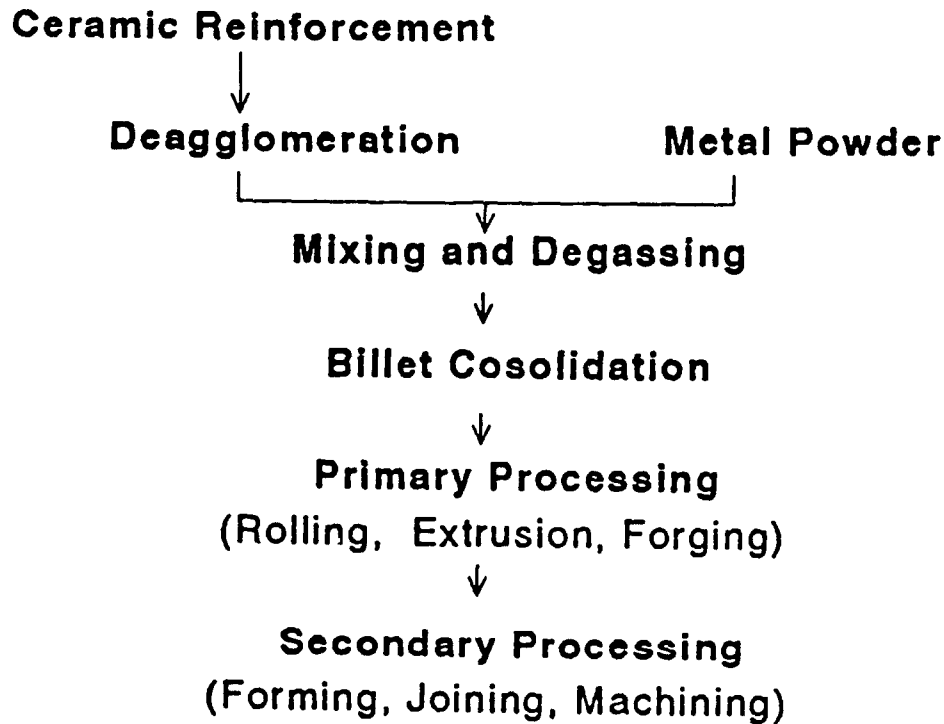 Ceramic Reinforcement
Deagglomeration Metal Powder
Mixing and Degassing
Billet Cosolidation
Primary Processing
(Rolling, Extrusion, Forging)
Secondary Processing
(Forming, Joining, Machining)